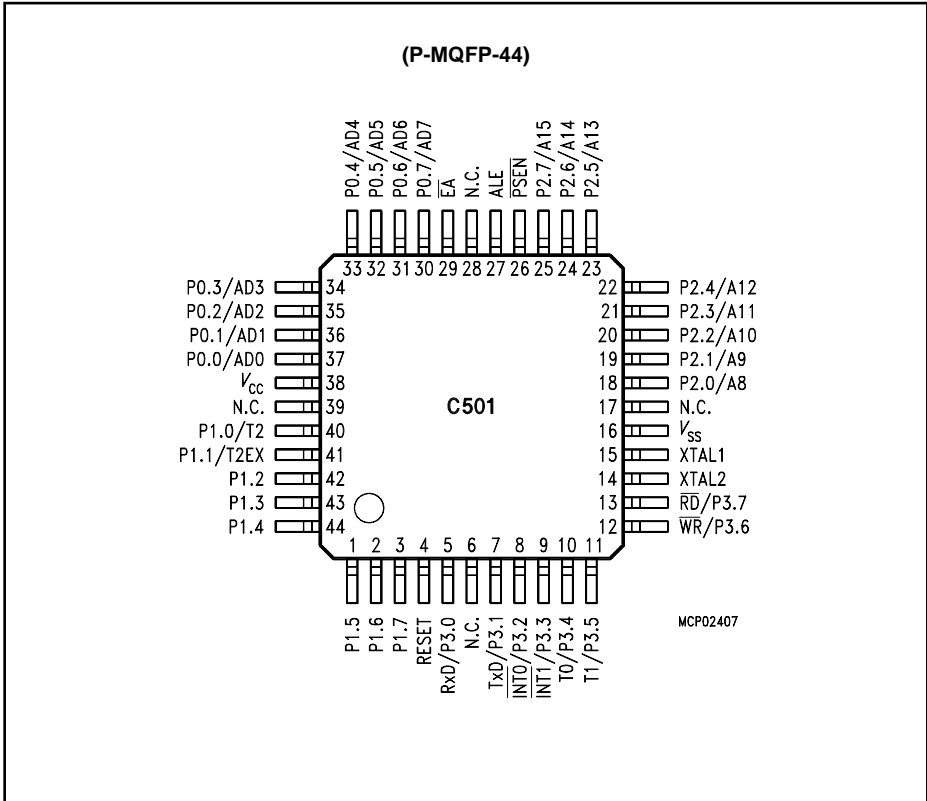 (P-MQFP-44)
P0.4/AD4
P0.5/AD5
P0.6/AD6
P0.7/AD7
E̅A̅
N.C.
ALE
P̅S̅E̅N̅
P2.7/A15
P2.6/A14
P2.5/A13
33 32 31 30 29 28 27 26 25 24 23
P0.3/AD3 34
P0.2/AD2 35
P0.1/AD1 36
P0.0/AD0 37
VCC 38
N.C. 39
P1.0/T2 40
P1.1/T2EX 41
P1.2 42
P1.3 43
P1.4 44
C501
22 P2.4/A12
21 P2.3/A11
20 P2.2/A10
19 P2.1/A9
18 P2.0/A8
17 N.C.
16 VSS
15 XTAL1
14 XTAL2
13 R̅D̅/P3.7
12 W̅R̅/P3.6
1 2 3 4 5 6 7 8 9 10 11
P1.5
P1.6
P1.7
RESET
RxD/P3.0
N.C.
TxD/P3.1
I̅N̅T̅0̅/P3.2
I̅N̅T̅1̅/P3.3
T0/P3.4
T1/P3.5
MCP02407